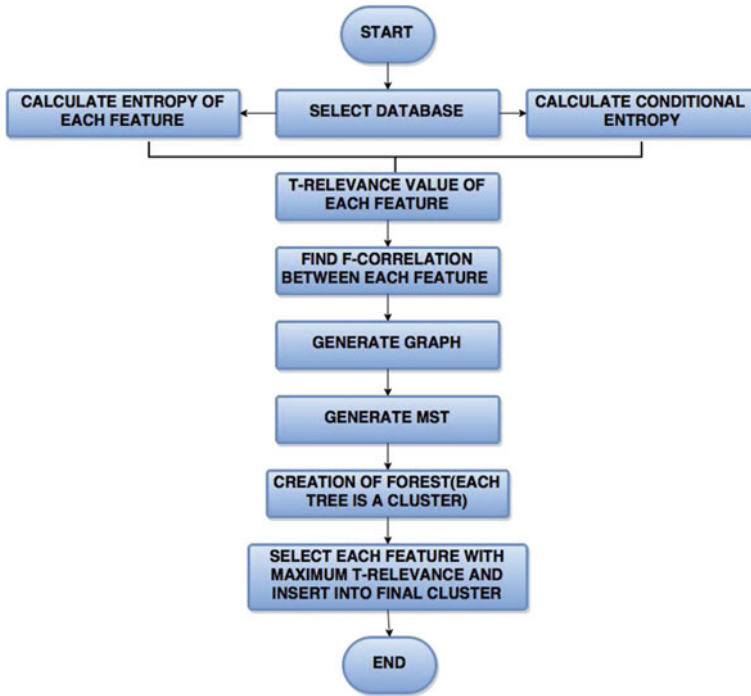 START
CALCULATE ENTROPY OF
EACH FEATURE
SELECT DATABASE
CALCULATE CONDITIONAL
ENTROPY
T-RELEVANCE VALUE OF
EACH FEATURE
FIND F-CORRELATION
BETWEEN EACH FEATURE
GENERATE GRAPH
GENERATE MST
CREATION OF FOREST(EACH
TREE IS A CLUSTER)
SELECT EACH FEATURE WITH
MAXIMUM T-RELEVANCE AND
INSERT INTO FINAL CLUSTER
END